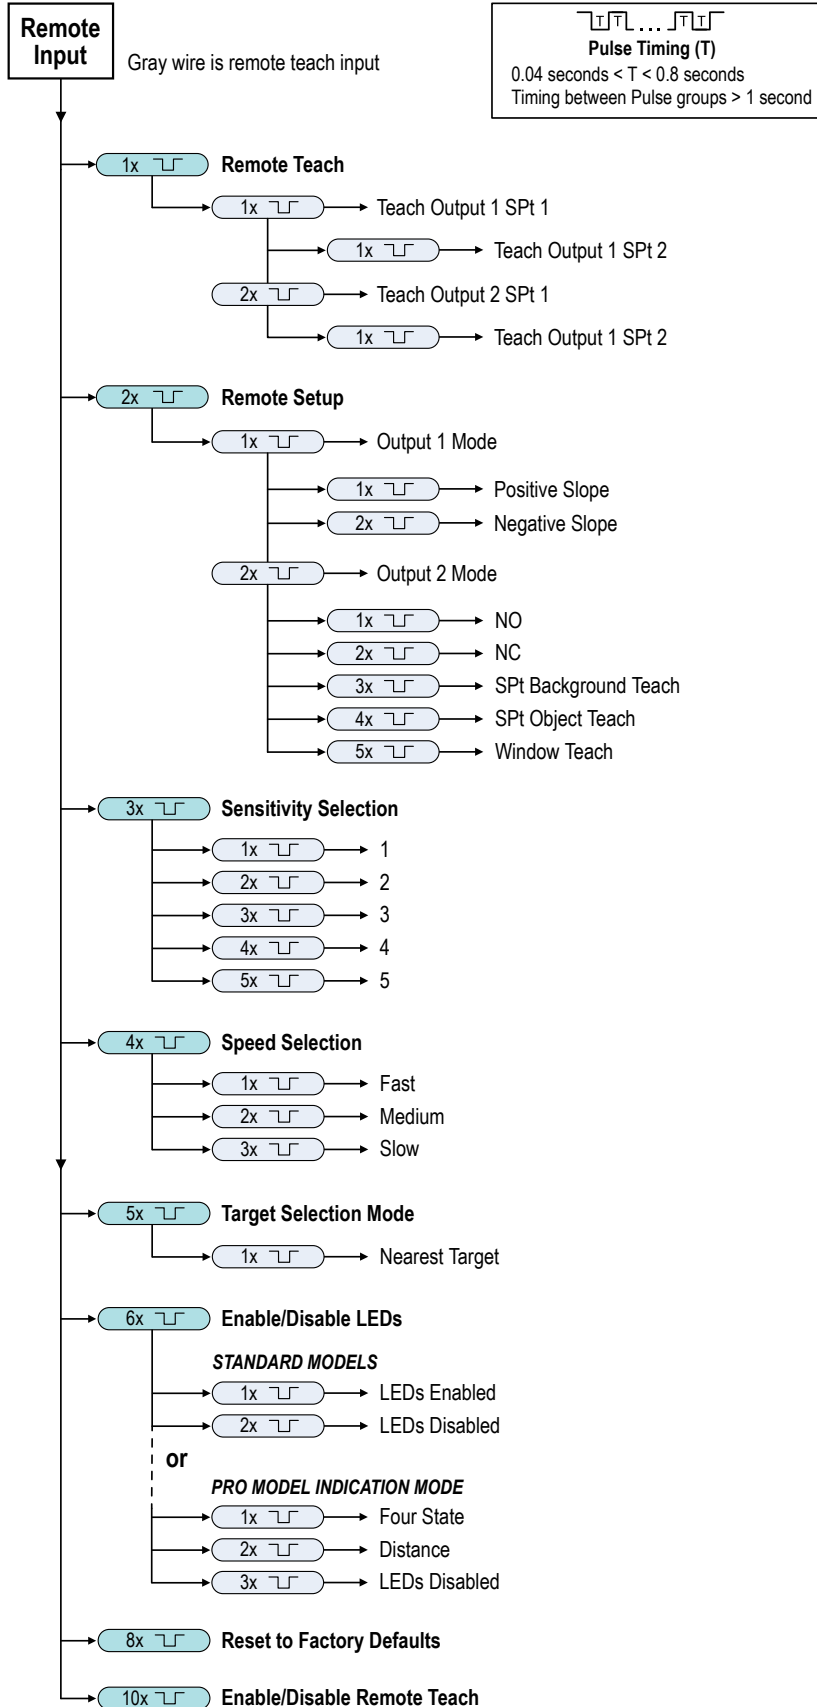 Remote
Input
Gray wire is remote teach input
T T ... T T
Pulse Timing (T)
0.04 seconds < T < 0.8 seconds
Timing between Pulse groups > 1 second
1x Remote Teach
1x Teach Output 1 SPt 1
1x Teach Output 1 SPt 2
2x Teach Output 2 SPt 1
1x Teach Output 1 SPt 2
2x Remote Setup
1x Output 1 Mode
1x Positive Slope
2x Negative Slope
2x Output 2 Mode
1x NO
2x NC
3x SPt Background Teach
4x SPt Object Teach
5x Window Teach
3x Sensitivity Selection
1x 1
2x 2
3x 3
4x 4
5x 5
4x Speed Selection
1x Fast
2x Medium
3x Slow
5x Target Selection Mode
1x Nearest Target
6x Enable/Disable LEDs
STANDARD MODELS
1x LEDs Enabled
2x LEDs Disabled
or
PRO MODEL INDICATION MODE
1x Four State
2x Distance
3x LEDs Disabled
8x Reset to Factory Defaults
10x Enable/Disable Remote Teach